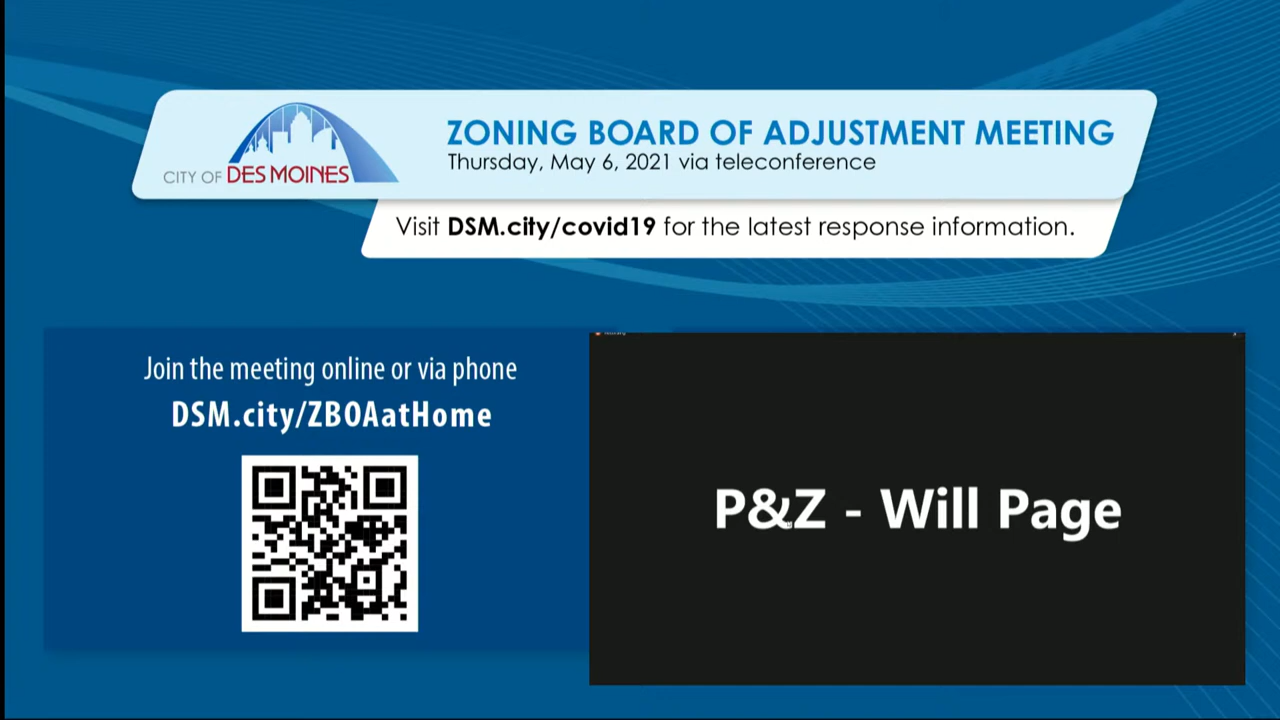 CITY OF DES MOINES
ZONING BOARD OF ADJUSTMENT MEETING
Thursday, May 6, 2021 via teleconference
Visit DSM.city/covid19 for the latest response information.
Join the meeting online or via phone
DSM.city/ZBOAatHome
P&Z - Will Page